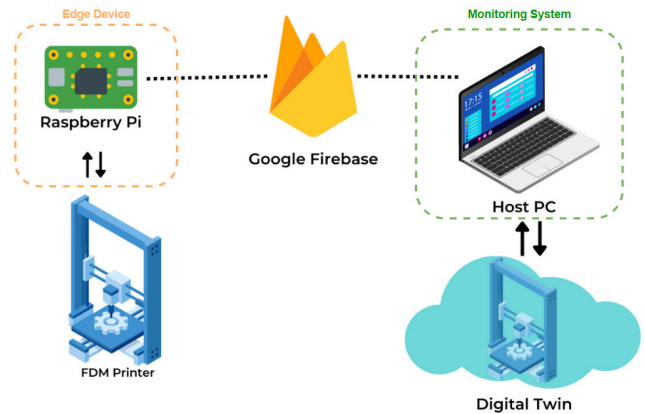 Edge Device
Monitoring System
17:15
Raspberry Pi
Google Firebase
Host PC
FDM Printer
Digital Twin